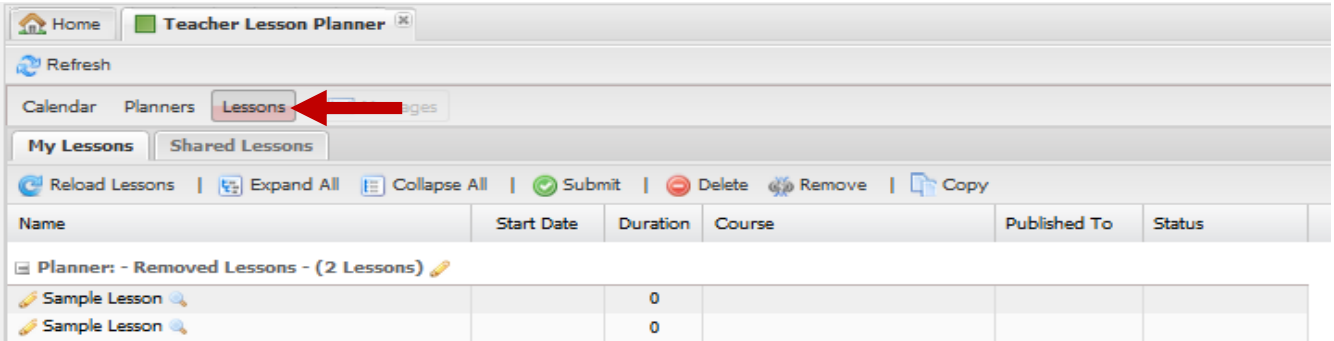 Home Teacher Lesson Planner
Refresh
Calendar Planners Lessons
My Lessons Shared Lessons
Reload Lessons | Expand All Collapse All | Submit | Delete Remove | Copy
Name Start Date Duration Course Published To Status
Planner: - Removed Lessons - (2 Lessons)
Sample Lesson 0
Sample Lesson 0